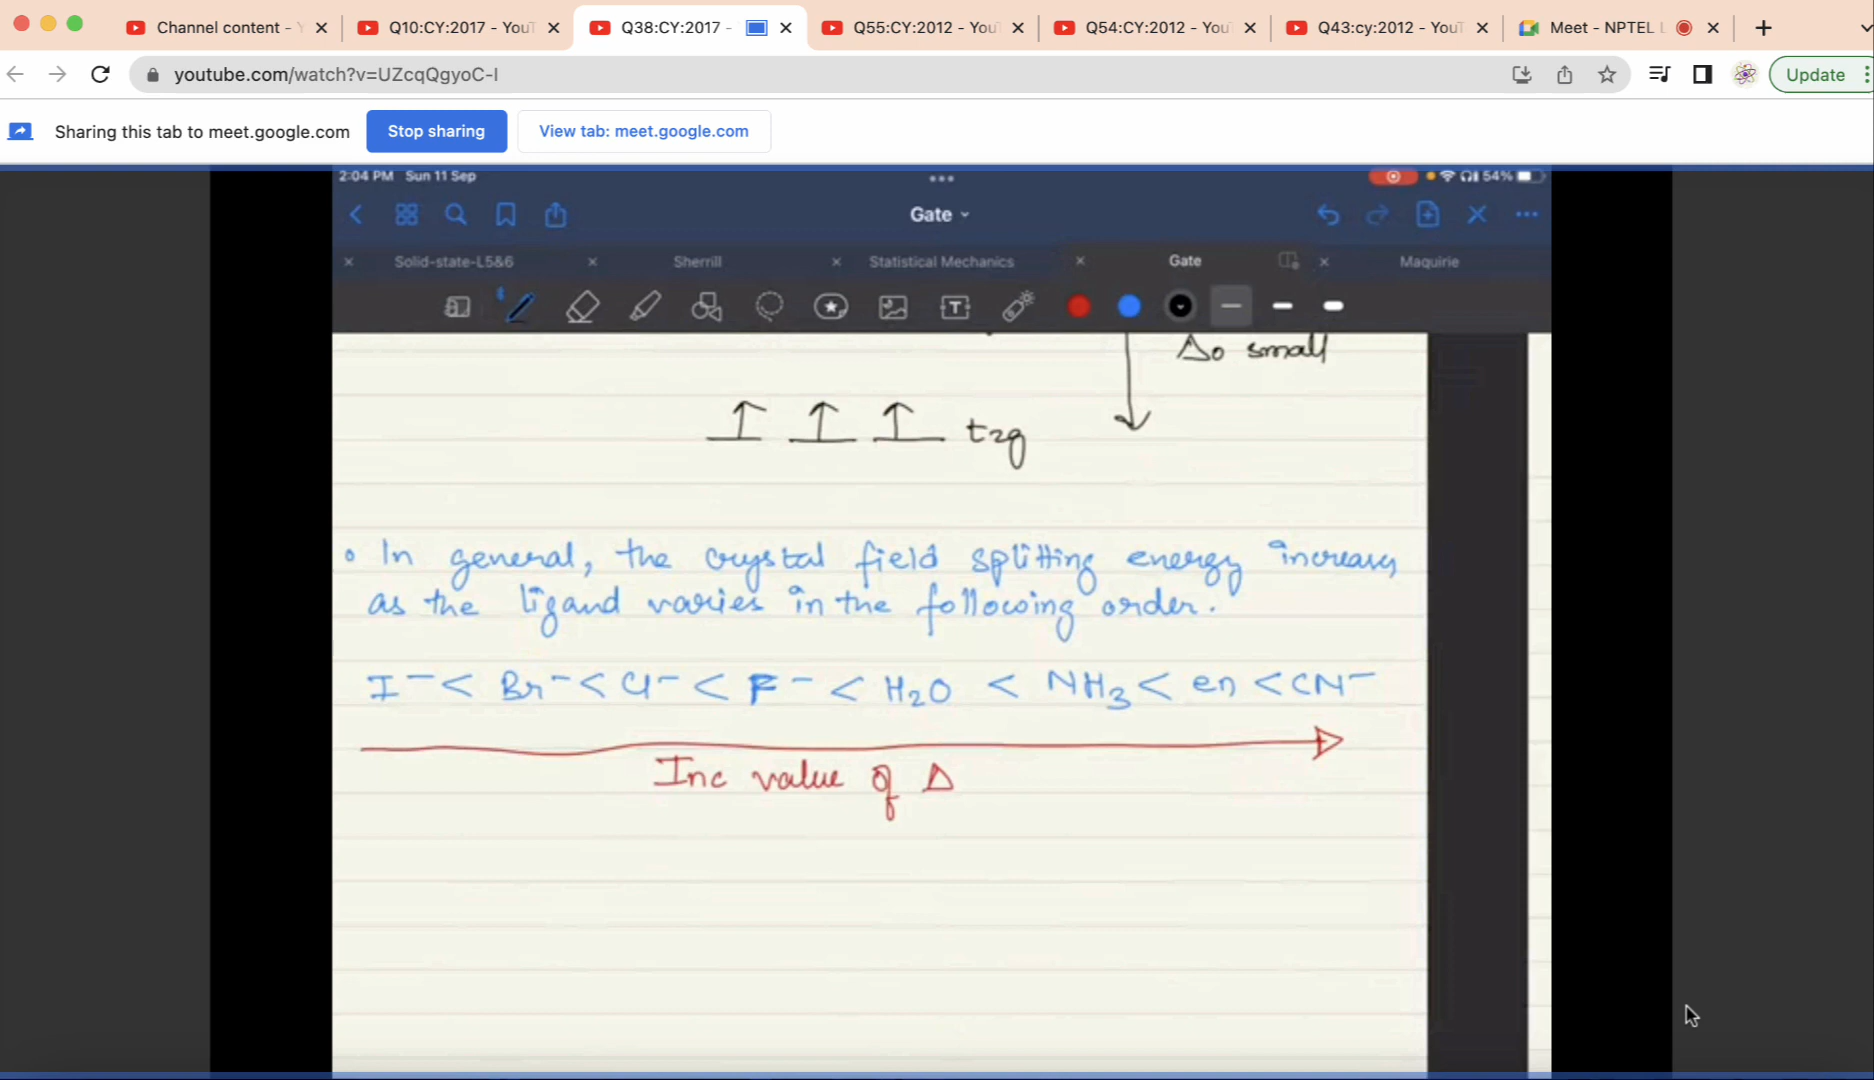 Channel content -
Q10:CY:2017 - YouT
Q38:CY:2017 -
Q55:CY:2012 - YouT
Q54:CY:2012 - YouT
Q43:cy:2012 - YouT
Meet - NPTEL L
youtube.com/watch?v=UZcqQgyoC-I
Update
Sharing this tab to meet.google.com
Stop sharing
View tab: meet.google.com
2:04 PM Sun 11 Sep
54%
Gate
Solid-state-L5&6
Sherrill
Statistical Mechanics
Gate
Maquirie
Δo small
↑ ↑ ↑ t2g
• In general, the crystal field splitting energy increases
as the ligand varies in the following order.
I⁻ < Br⁻ < Cl⁻ < F⁻ < H₂O < NH₃ < en < CN⁻
Inc value of Δ